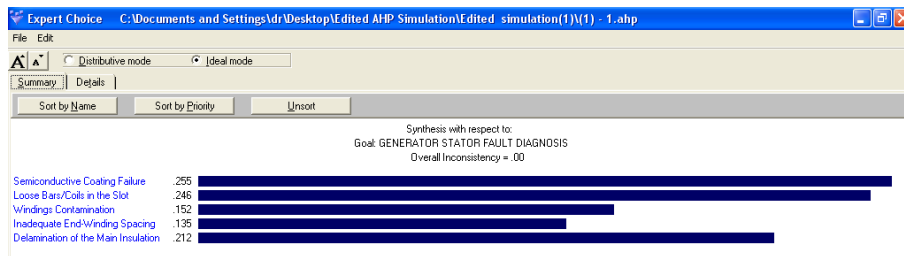 Expert Choice C:\Documents and Settings\dr\Desktop\Edited AHP Simulation\Edited simulation(1)\(1) - 1.ahp
File Edit
A A Distributive mode Ideal mode
Summary Details
Sort by Name Sort by Priority Unsort
Synthesis with respect to:
Goal: GENERATOR STATOR FAULT DIAGNOSIS
Overall Inconsistency = .00
Semiconductive Coating Failure .255
Loose Bars/Coils in the Slot .246
Windings Contamination .152
Inadequate End-Winding Spacing .135
Delamination of the Main Insulation .212